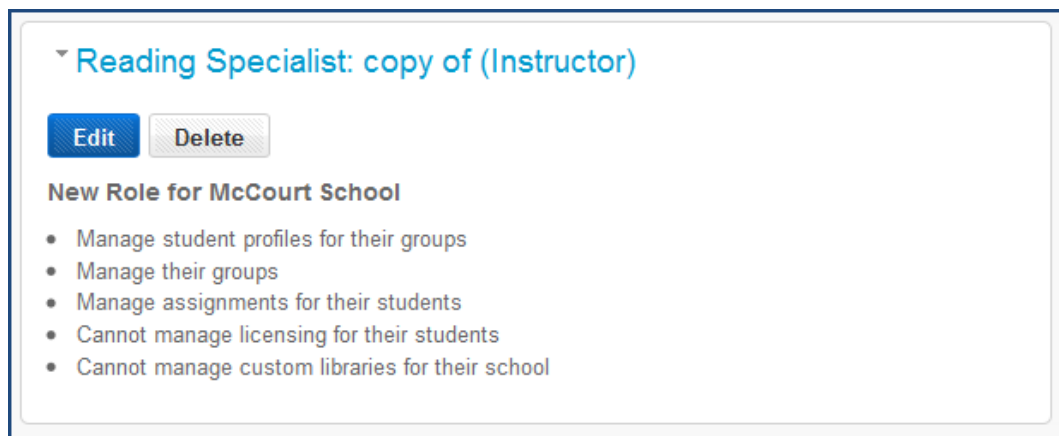 Reading Specialist: copy of (Instructor)
Edit Delete
New Role for McCourt School
Manage student profiles for their groups
Manage their groups
Manage assignments for their students
Cannot manage licensing for their students
Cannot manage custom libraries for their school